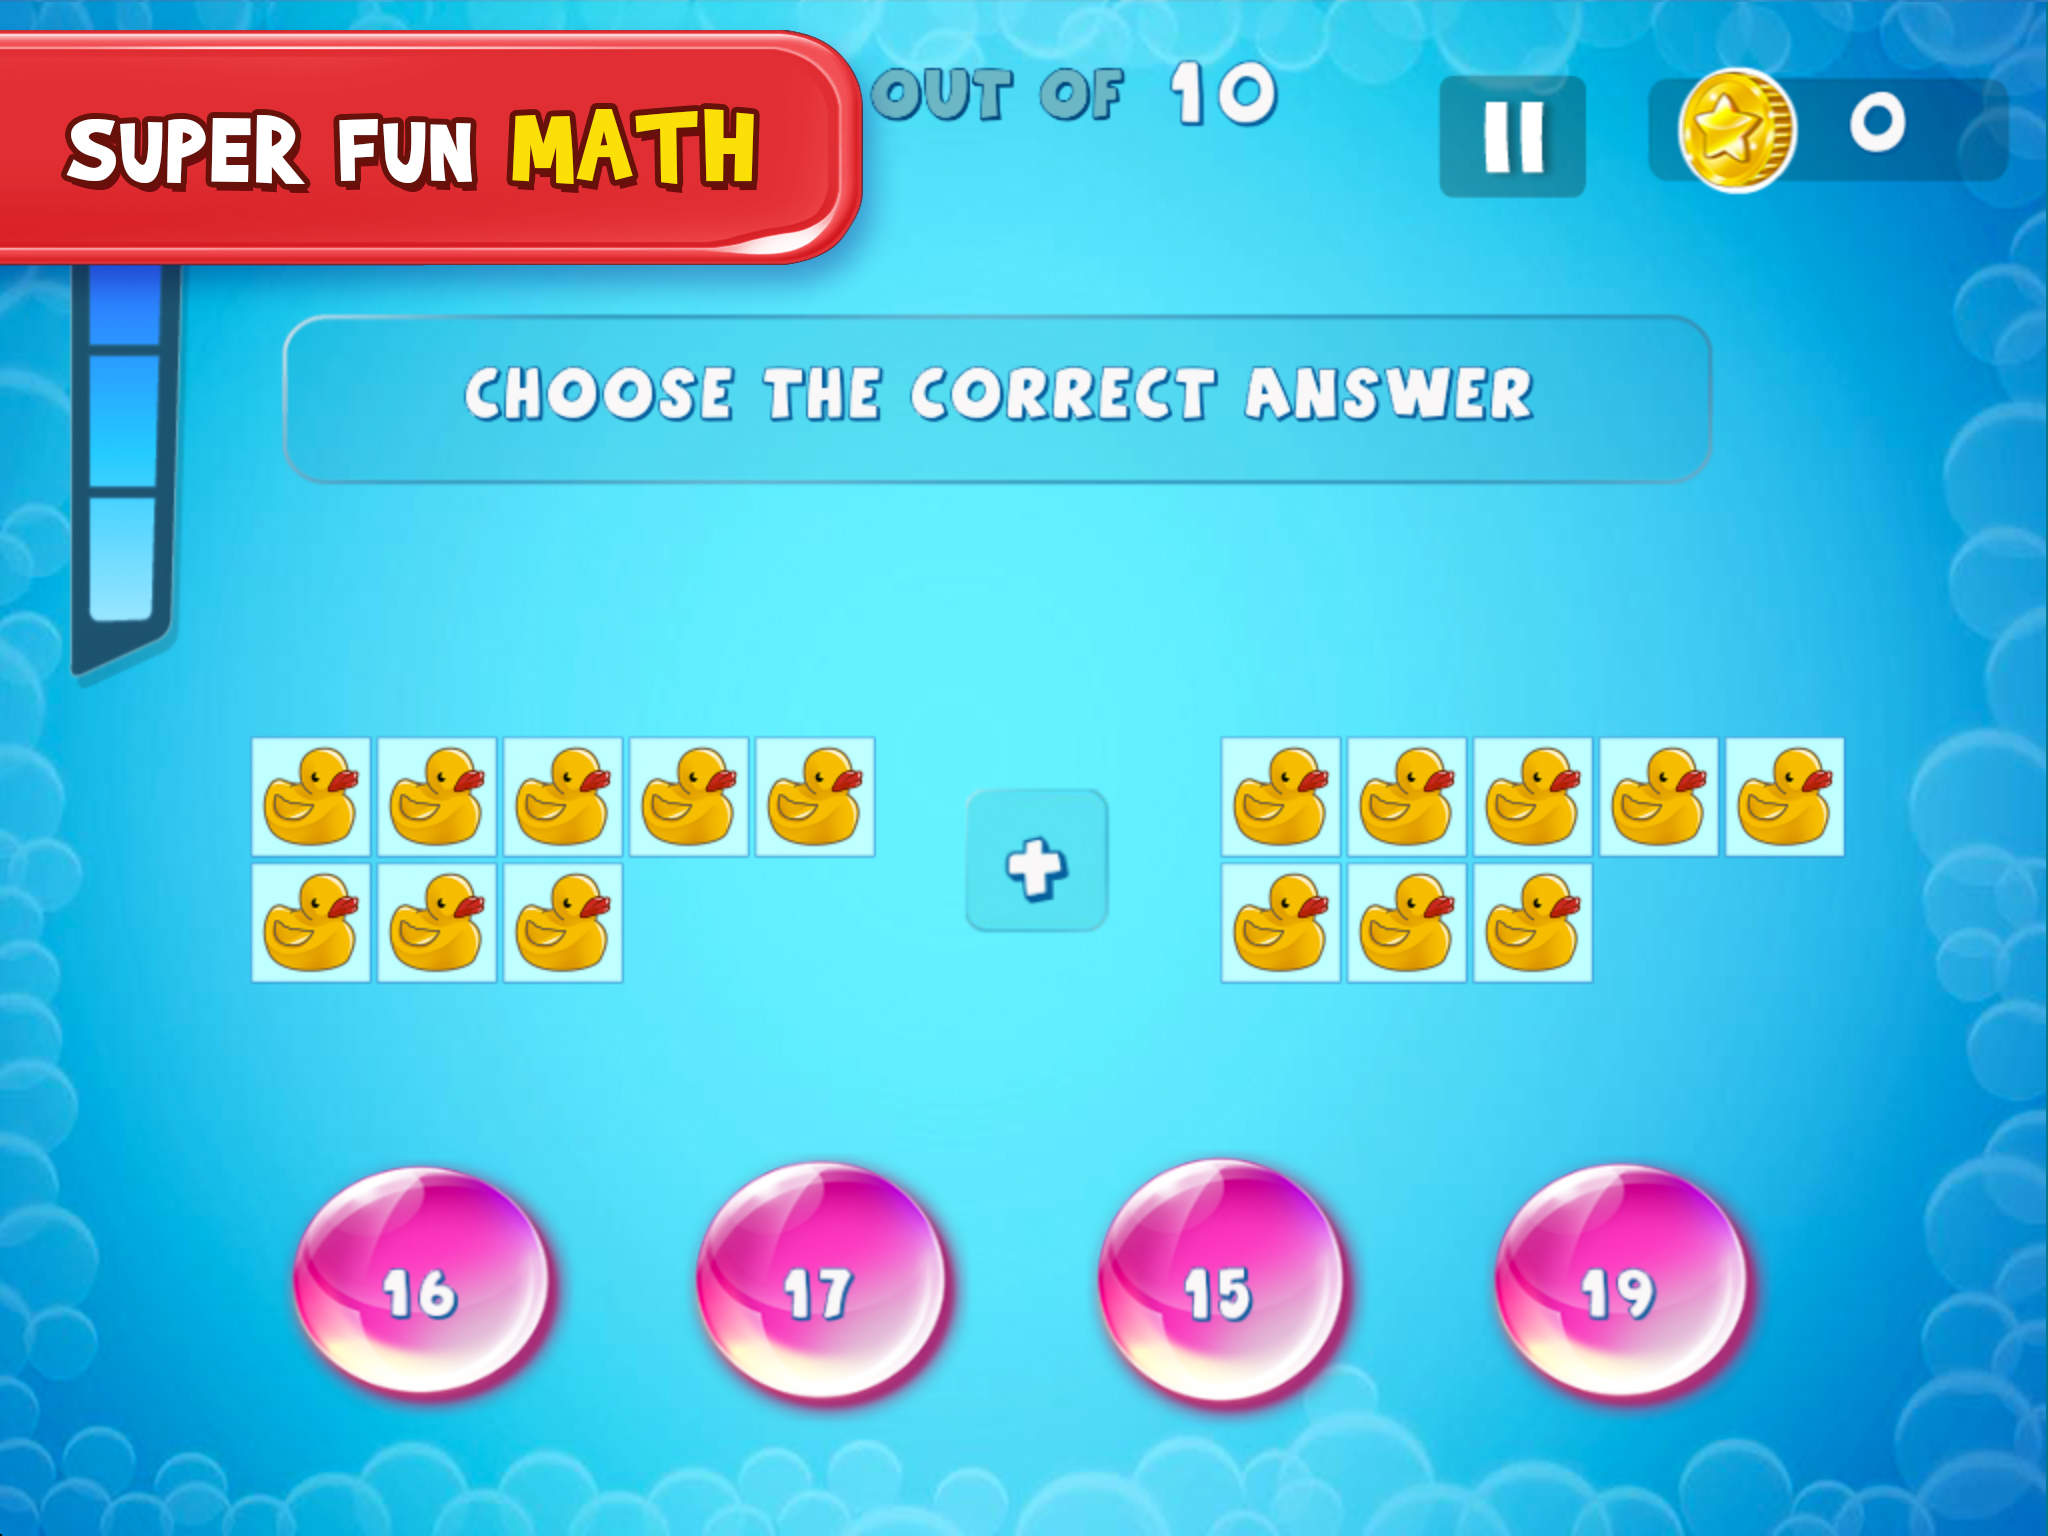 SUPER FUN MATH
OUT OF 10
0
CHOOSE THE CORRECT ANSWER
+
16 17 15 19